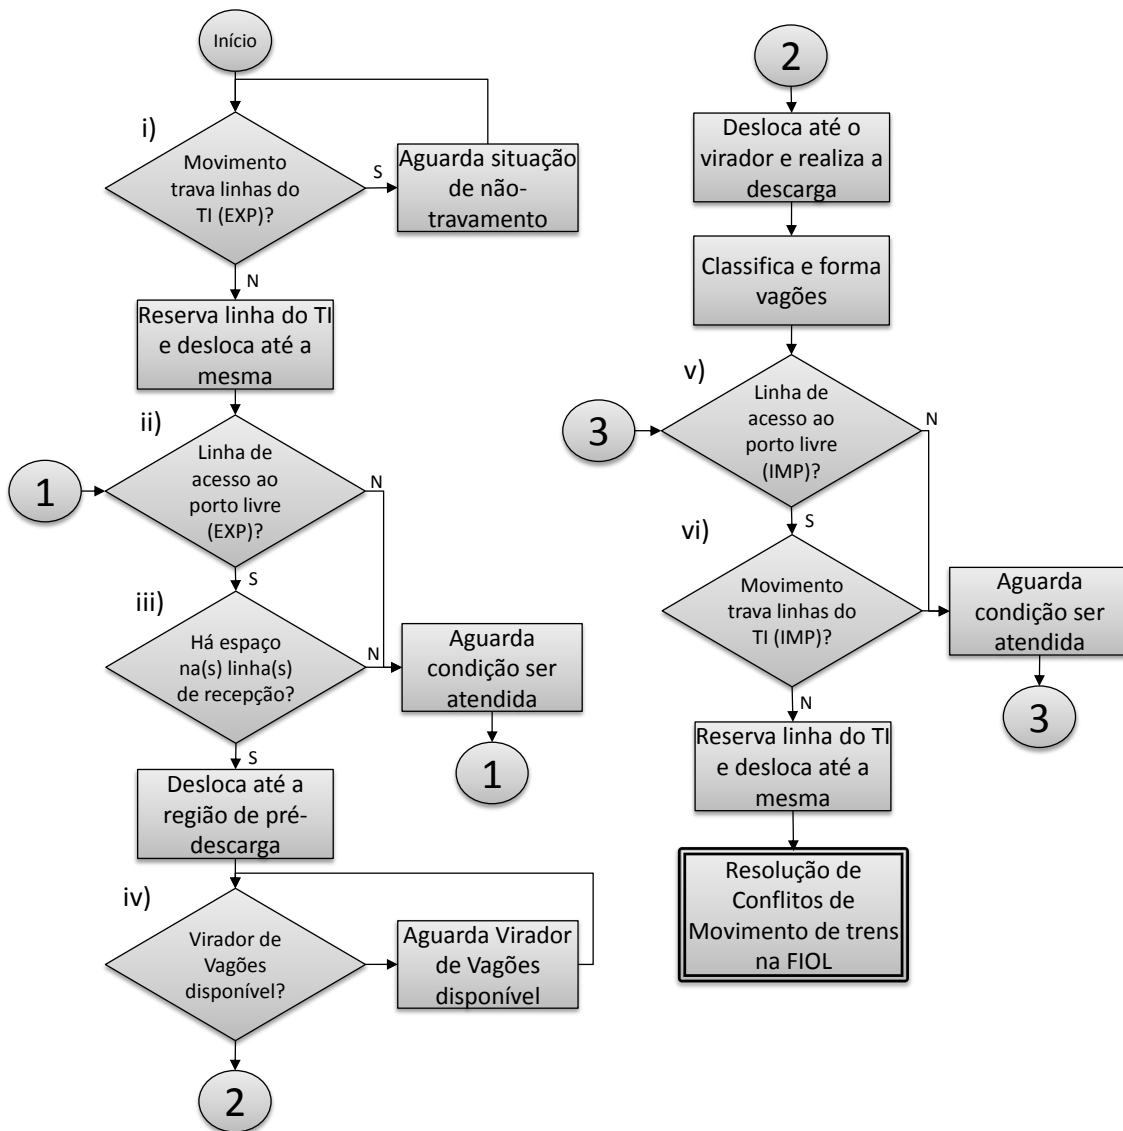 Início
i)
Movimento
trava linhas do
TI (EXP)?
S
Aguarda situação
de não-
travamento
N
Reserva linha do TI
e desloca até a
mesma
ii)
Linha de
acesso ao
porto livre
(EXP)?
1
N
S
iii)
Há espaço
na(s) linha(s)
de recepção?
N
Aguarda
condição ser
atendida
1
S
Desloca até a
região de pré-
descarga
iv)
Virador de
Vagões
disponível?
Aguarda Virador
de Vagões
disponível
2
2
Desloca até o
virador e realiza a
descarga
Classifica e forma
vagões
v)
Linha de
acesso ao
porto livre
(IMP)?
3
N
S
vi)
Movimento
trava linhas do
TI (IMP)?
Aguarda
condição ser
atendida
3
N
Reserva linha do TI
e desloca até a
mesma
Resolução de
Conflitos de
Movimento de trens
na FIOL